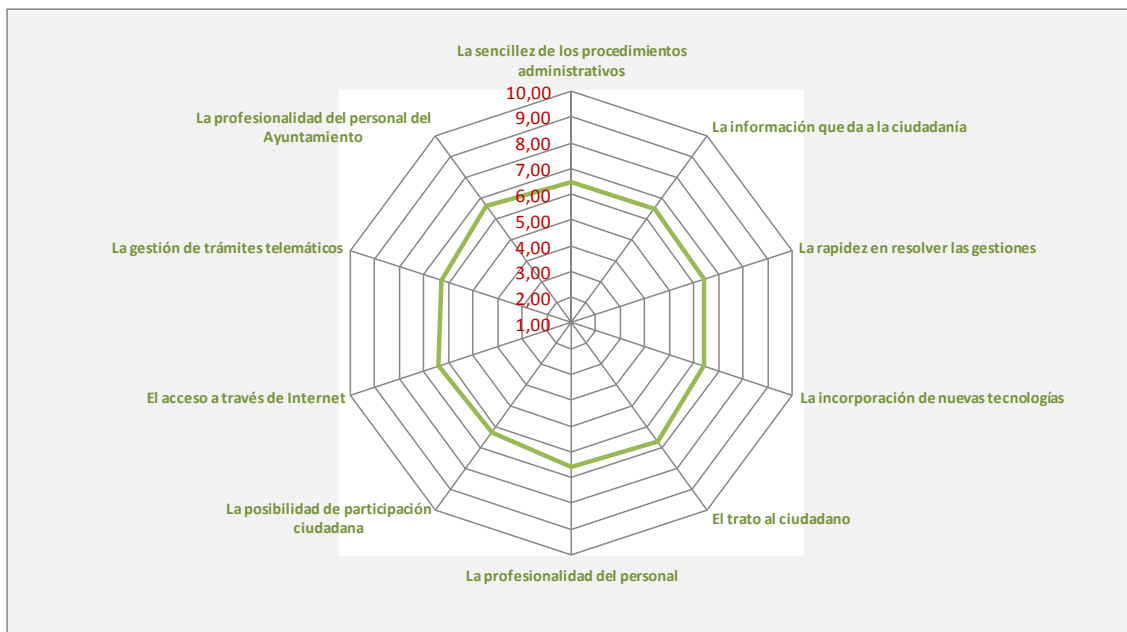 La sencillez de los procedimientos
administrativos
10,00
9,00
8,00
7,00
6,00
5,00
4,00
3,00
2,00
1,00
La información que da a la ciudadanía
La rapidez en resolver las gestiones
La incorporación de nuevas tecnologías
El trato al ciudadano
La profesionalidad del personal
La posibilidad de participación
ciudadana
El acceso a través de Internet
La gestión de trámites telemáticos
La profesionalidad del personal del
Ayuntamiento